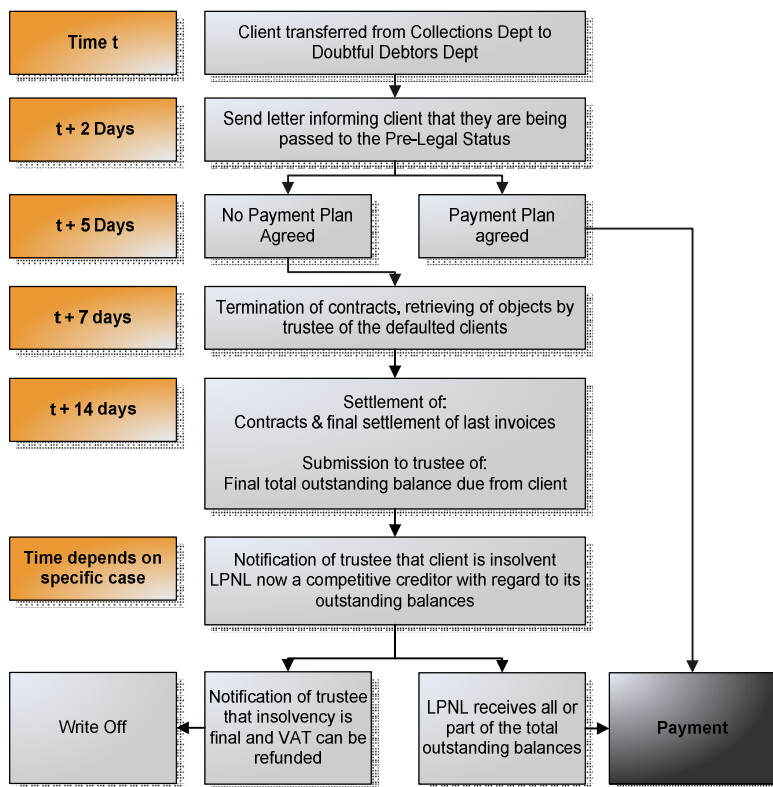 Time t
Client transferred from Collections Dept to
Doubtful Debtors Dept
t + 2 Days
Send letter informing client that they are being
passed to the Pre-Legal Status
t + 5 Days
No Payment Plan
Agreed
Payment Plan
agreed
t + 7 days
Termination of contracts, retrieving of objects by
trustee of the defaulted clients
t + 14 days
Settlement of:
Contracts & final settlement of last invoices
Submission to trustee of:
Final total outstanding balance due from client
Time depends on
specific case
Notification of trustee that client is insolvent
LPNL now a competitive creditor with regard to its
outstanding balances
Write Off
Notification of trustee
that insolvency is
final and VAT can be
refunded
LPNL receives all or
part of the total
outstanding balances
Payment